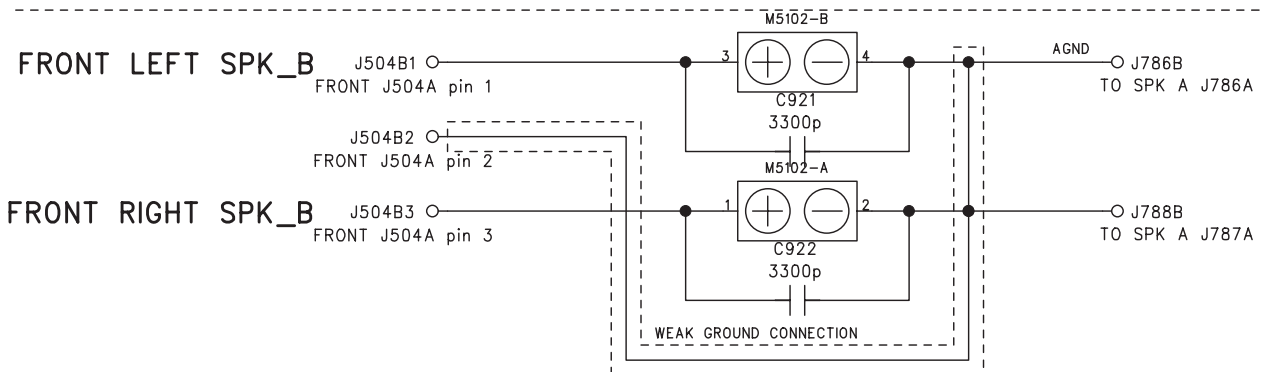 M5102-B
FRONT LEFT SPK_B J504B1 3 4 AGND J786B
FRONT J504A pin 1 TO SPK A J786A
C921
3300p
J504B2
FRONT J504A pin 2
M5102-A
FRONT RIGHT SPK_B J504B3 1 2 J788B
FRONT J504A pin 3 TO SPK A J787A
C922
3300p
WEAK GROUND CONNECTION